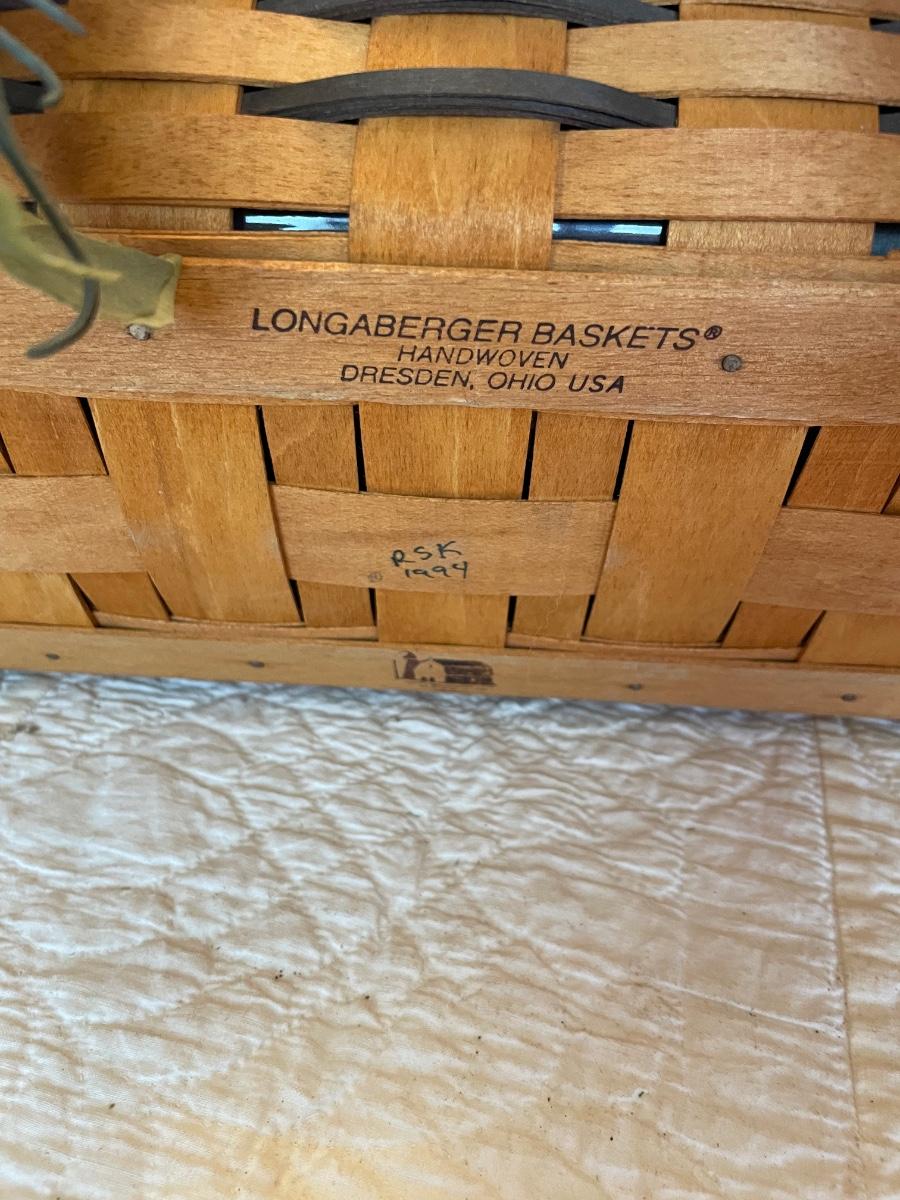 LONGABERGER BASKETS®
HANDWOVEN
DRESDEN, OHIO USA
RSK
1994